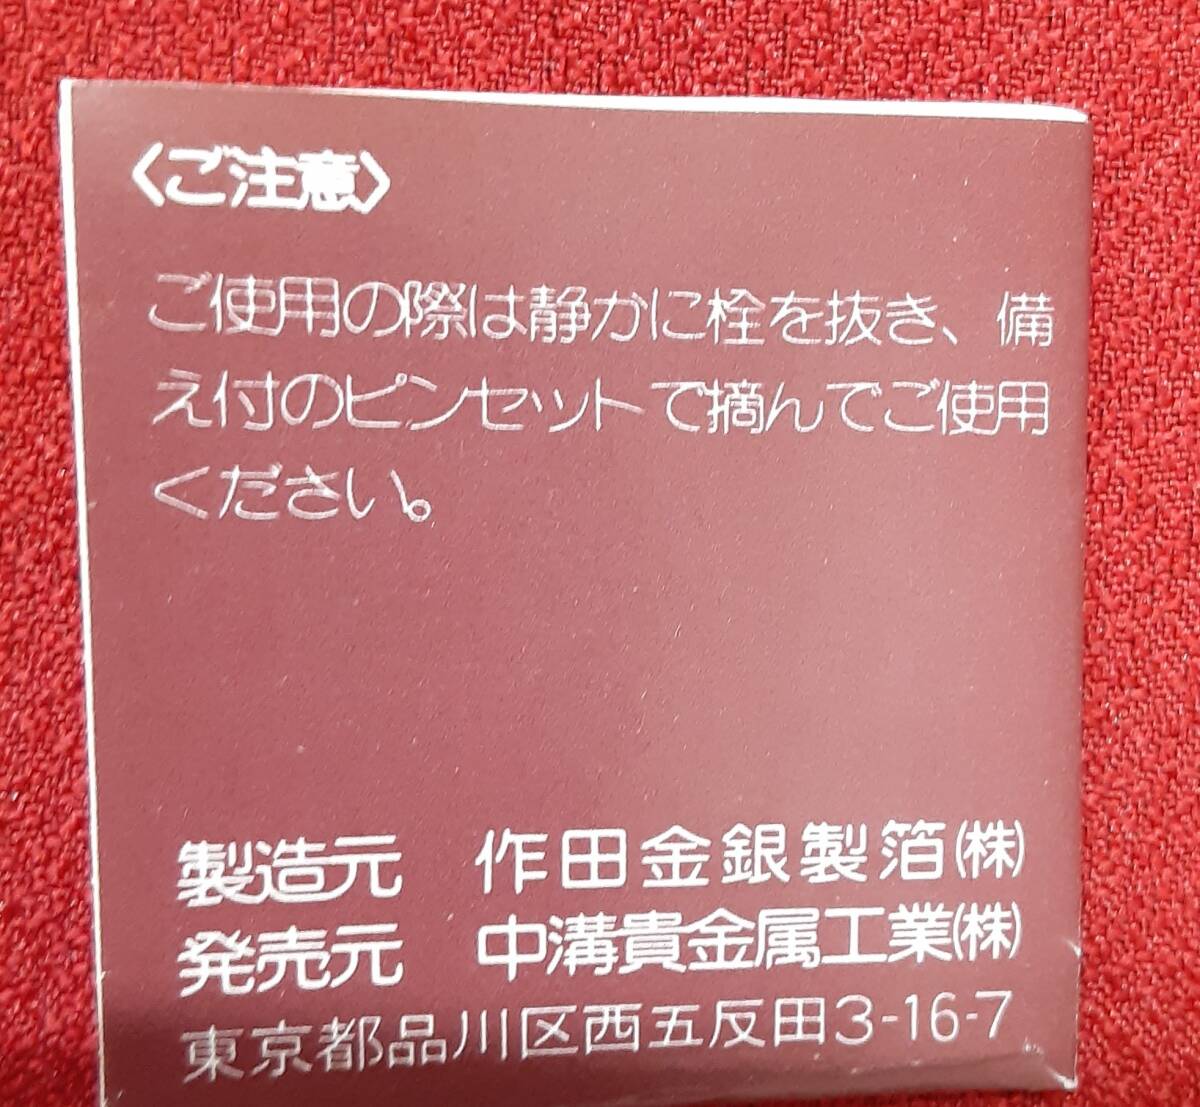 〈ご注意〉
ご使用の際は静かに栓を抜き、備
え付のピンセットで摘んでご使用
ください。
製造元　作田金銀製箔㈱
発売元　中溝貴金属工業㈱
東京都品川区西五反田3-16-7